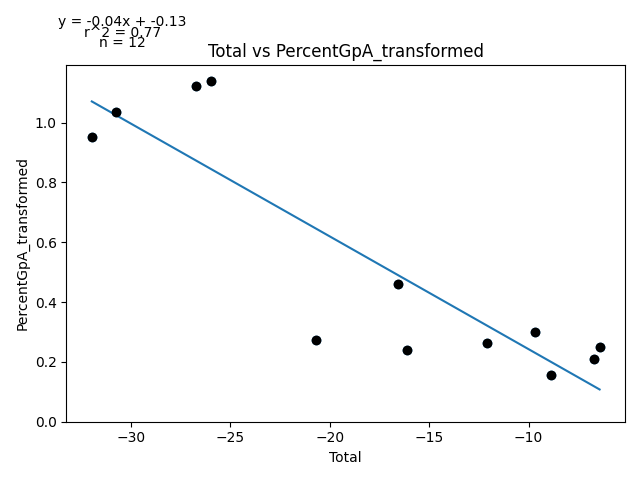 y = -0.04x + -0.13
r^2 = 0.77
n = 12
Total vs PercentGpA_transformed
PercentGpA_transformed
1.0
0.8
0.6
0.4
0.2
0.0
−30
−25
−20
−15
−10
Total